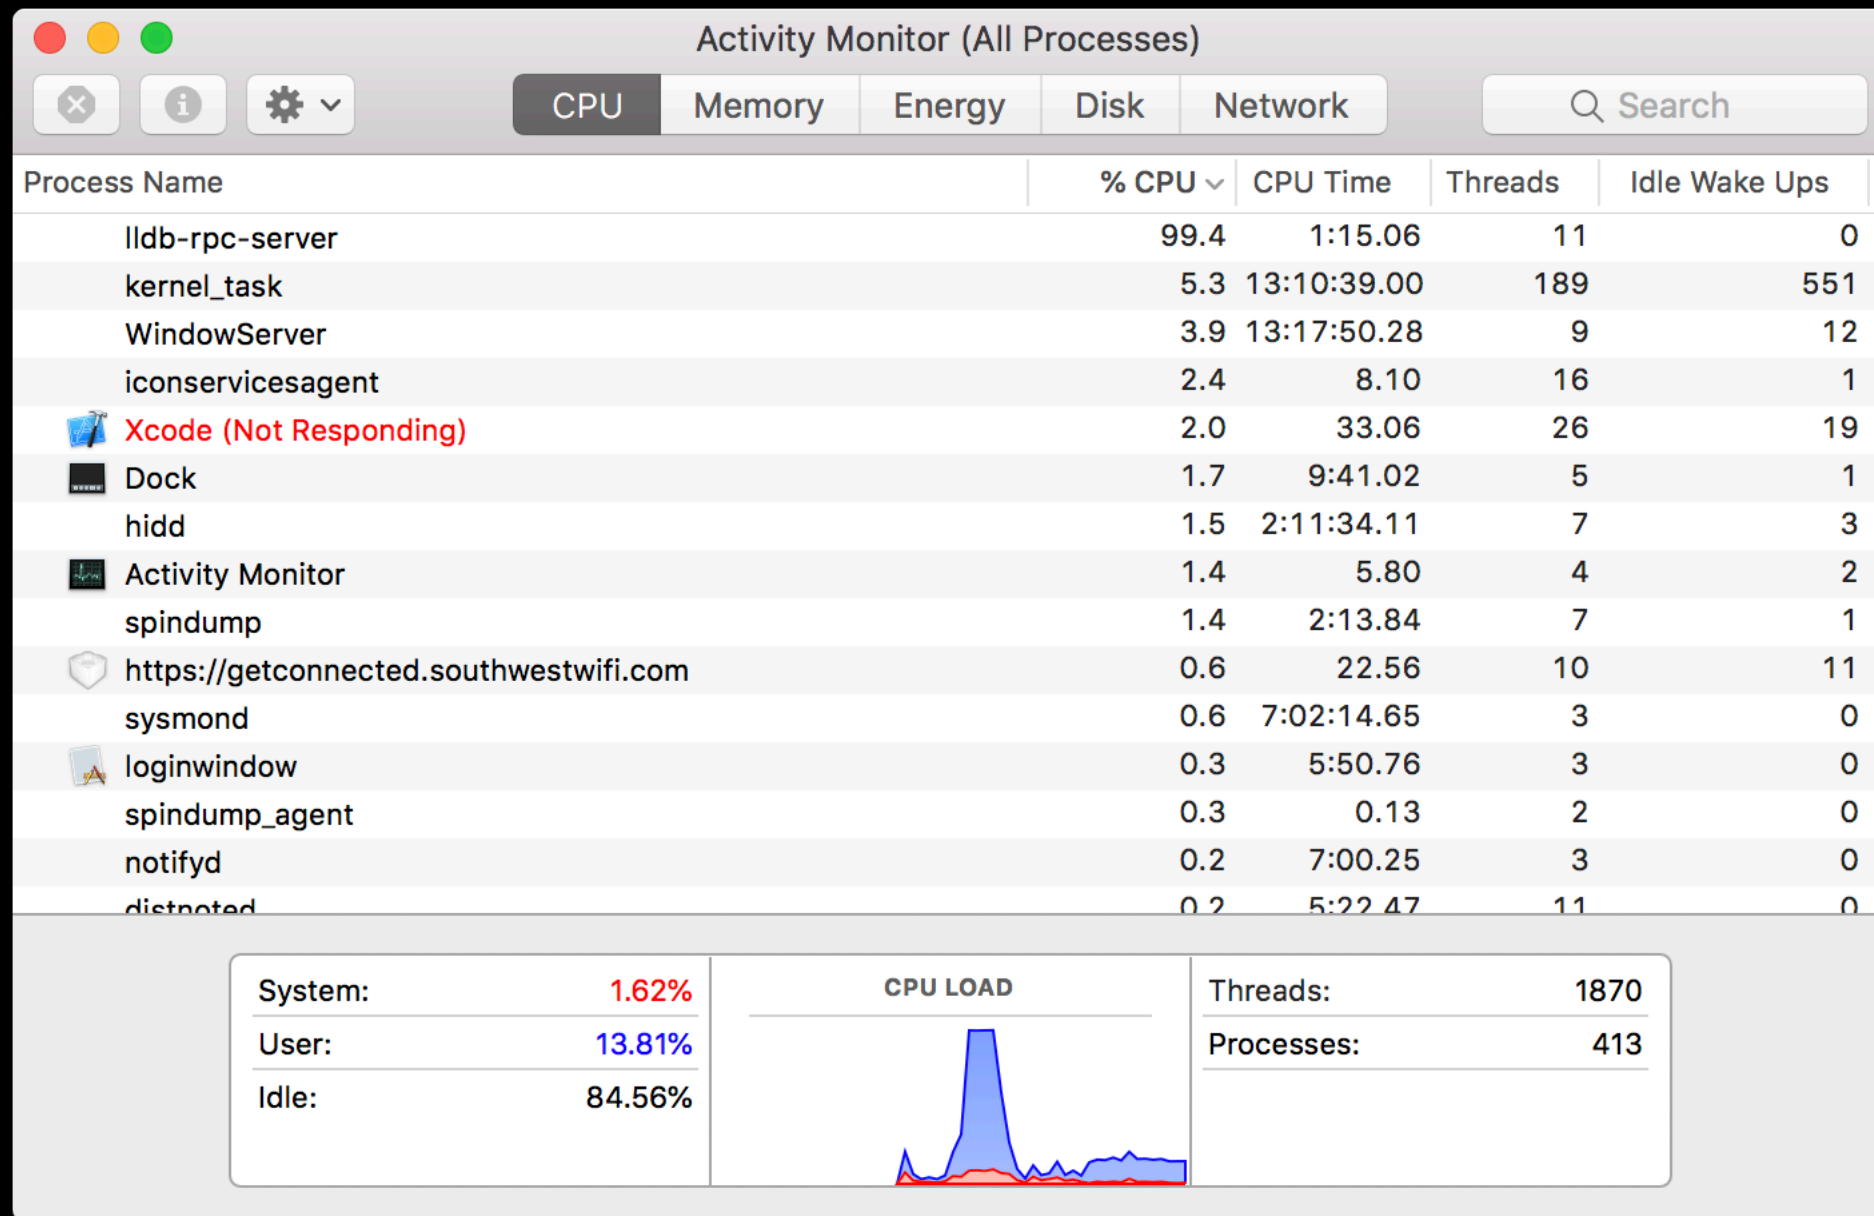 Activity Monitor (All Processes)
CPU Memory Energy Disk Network Search
Process Name % CPU CPU Time Threads Idle Wake Ups
lldb-rpc-server 99.4 1:15.06 11 0
kernel_task 5.3 13:10:39.00 189 551
WindowServer 3.9 13:17:50.28 9 12
iconservicesagent 2.4 8.10 16 1
Xcode (Not Responding) 2.0 33.06 26 19
Dock 1.7 9:41.02 5 1
hidd 1.5 2:11:34.11 7 3
Activity Monitor 1.4 5.80 4 2
spindump 1.4 2:13.84 7 1
https://getconnected.southwestwifi.com 0.6 22.56 10 11
sysmond 0.6 7:02:14.65 3 0
loginwindow 0.3 5:50.76 3 0
spindump_agent 0.3 0.13 2 0
notifyd 0.2 7:00.25 3 0
distnoted 0.2 5:22.47 11 0
System: 1.62% CPU LOAD Threads: 1870
User: 13.81% Processes: 413
Idle: 84.56%